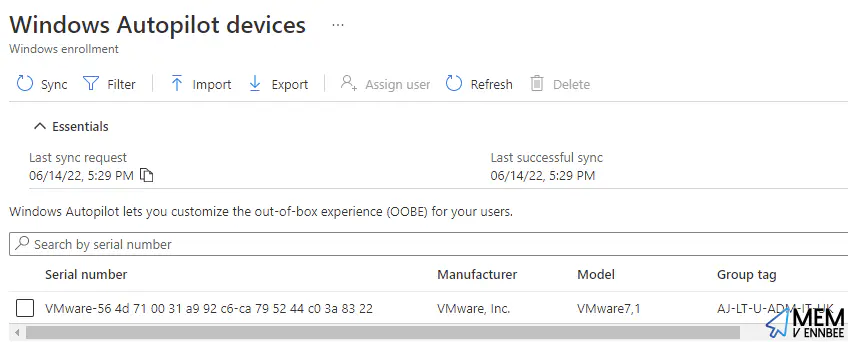 Windows Autopilot devices ...
Windows enrollment
Sync Filter Import Export Assign user Refresh Delete
Essentials
Last sync request Last successful sync
06/14/22, 5:29 PM 06/14/22, 5:29 PM
Windows Autopilot lets you customize the out-of-box experience (OOBE) for your users.
Search by serial number
Serial number Manufacturer Model Group tag
VMware-56 4d 71 00 31 a9 92 c6-ca 79 52 44 c0 3a 83 22 VMware, Inc. VMware7,1 AJ-LT-U-ADM-IT-UK
MEM
V ENNBEE